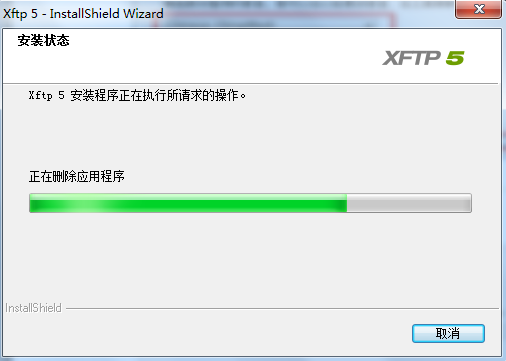 Xftp 5 - InstallShield Wizard
安装状态
XFTP 5
Xftp 5 安装程序正在执行所请求的操作。
正在删除应用程序
InstallShield
取消